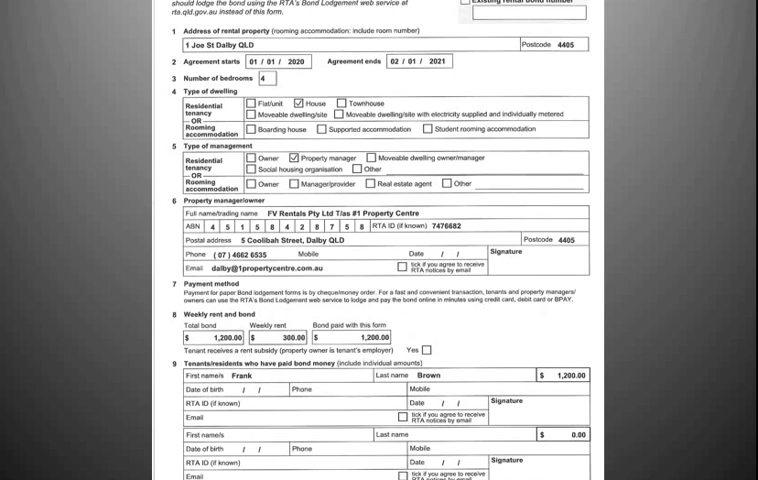 should lodge the bond using the RTA's Bond Lodgement web service at
rta.qld.gov.au instead of this form.
Existing rental bond number
1 Address of rental property (rooming accommodation: include room number)
1 Joe St Dalby QLD Postcode 4405
2 Agreement starts 01 / 01 / 2020 Agreement ends 02 / 01 / 2021
3 Number of bedrooms 4
4 Type of dwelling
Residential tenancy Flat/unit House Townhouse
Moveable dwelling/site Moveable dwelling/site with electricity supplied and individually metered
OR
Rooming accommodation Boarding house Supported accommodation Student rooming accommodation
5 Type of management
Residential tenancy Owner Property manager Moveable dwelling owner/manager
Social housing organisation Other
OR
Rooming accommodation Owner Manager/provider Real estate agent Other
6 Property manager/owner
Full name/trading name FV Rentals Pty Ltd T/as #1 Property Centre
ABN 4 5 1 5 8 4 2 8 7 5 8 RTA ID (if known) 7476682
Postal address 5 Coolibah Street, Dalby QLD Postcode 4405
Phone ( 07 ) 4662 6535 Mobile Date / / Signature
Email dalby@1propertycentre.com.au tick if you agree to receive RTA notices by email
7 Payment method
Payment for paper Bond lodgement forms is by cheque/money order. For a fast and convenient transaction, tenants and property managers/
owners can use the RTA's Bond Lodgement web service to lodge and pay the bond online in minutes using credit card, debit card or BPAY.
8 Weekly rent and bond
Total bond Weekly rent Bond paid with this form
$ 1,200.00 $ 300.00 $ 1,200.00
Tenant receives a rent subsidy (property owner is tenant's employer) Yes
9 Tenants/residents who have paid bond money (include individual amounts)
First name/s Frank Last name Brown $ 1,200.00
Date of birth / / Phone Mobile
RTA ID (if known) Date / / Signature
Email tick if you agree to receive RTA notices by email
First name/s Last name $ 0.00
Date of birth / / Phone Mobile
RTA ID (if known) Date / / Signature
Email tick if you agree to receive